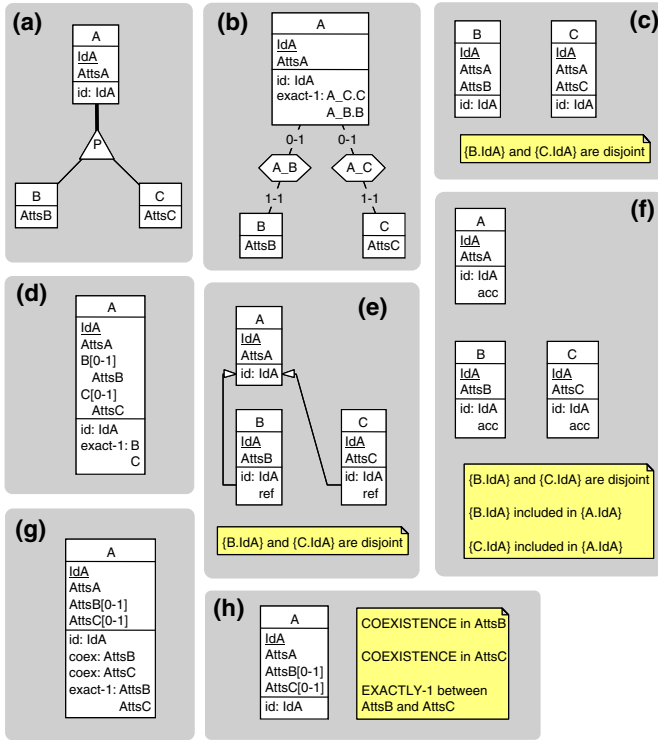 (a)
A
IdA
AttsA
id: IdA
P
B
AttsB
C
AttsC
(b)
A
IdA
AttsA
id: IdA
exact-1: A_C.C
A_B.B
0-1
0-1
A_B
A_C
1-1
1-1
B
AttsB
C
AttsC
(c)
B
IdA
AttsA
AttsB
id: IdA
C
IdA
AttsA
AttsC
id: IdA
{B.IdA} and {C.IdA} are disjoint
(d)
A
IdA
AttsA
B[0-1]
AttsB
C[0-1]
AttsC
id: IdA
exact-1: B
C
(e)
A
IdA
AttsA
id: IdA
B
IdA
AttsB
id: IdA
ref
C
IdA
AttsC
id: IdA
ref
{B.IdA} and {C.IdA} are disjoint
(f)
A
IdA
AttsA
id: IdA
acc
B
IdA
AttsB
id: IdA
acc
C
IdA
AttsC
id: IdA
acc
{B.IdA} and {C.IdA} are disjoint
{B.IdA} included in {A.IdA}
{C.IdA} included in {A.IdA}
(g)
A
IdA
AttsA
AttsB[0-1]
AttsC[0-1]
id: IdA
coex: AttsB
coex: AttsC
exact-1: AttsB
AttsC
(h)
A
IdA
AttsA
AttsB[0-1]
AttsC[0-1]
id: IdA
COEXISTENCE in AttsB
COEXISTENCE in AttsC
EXACTLY-1 between
AttsB and AttsC